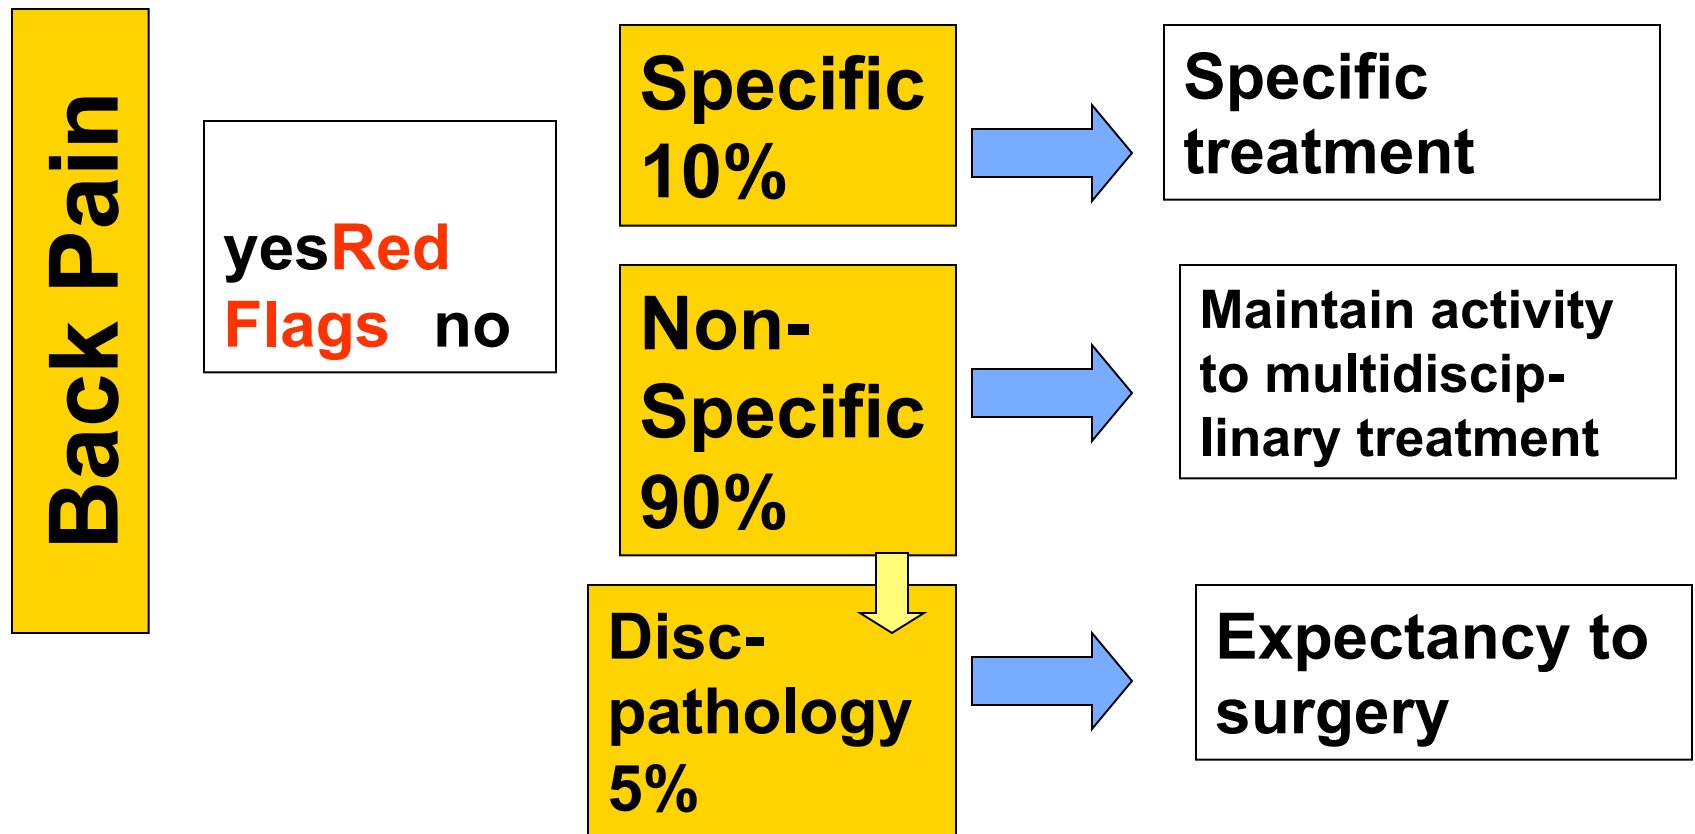 Back Pain
yesRed
Flags no
Specific
10%
Specific
treatment
Non-
Specific
90%
Maintain activity
to multidiscip-
linary treatment
Disc-
pathology
5%
Expectancy to
surgery